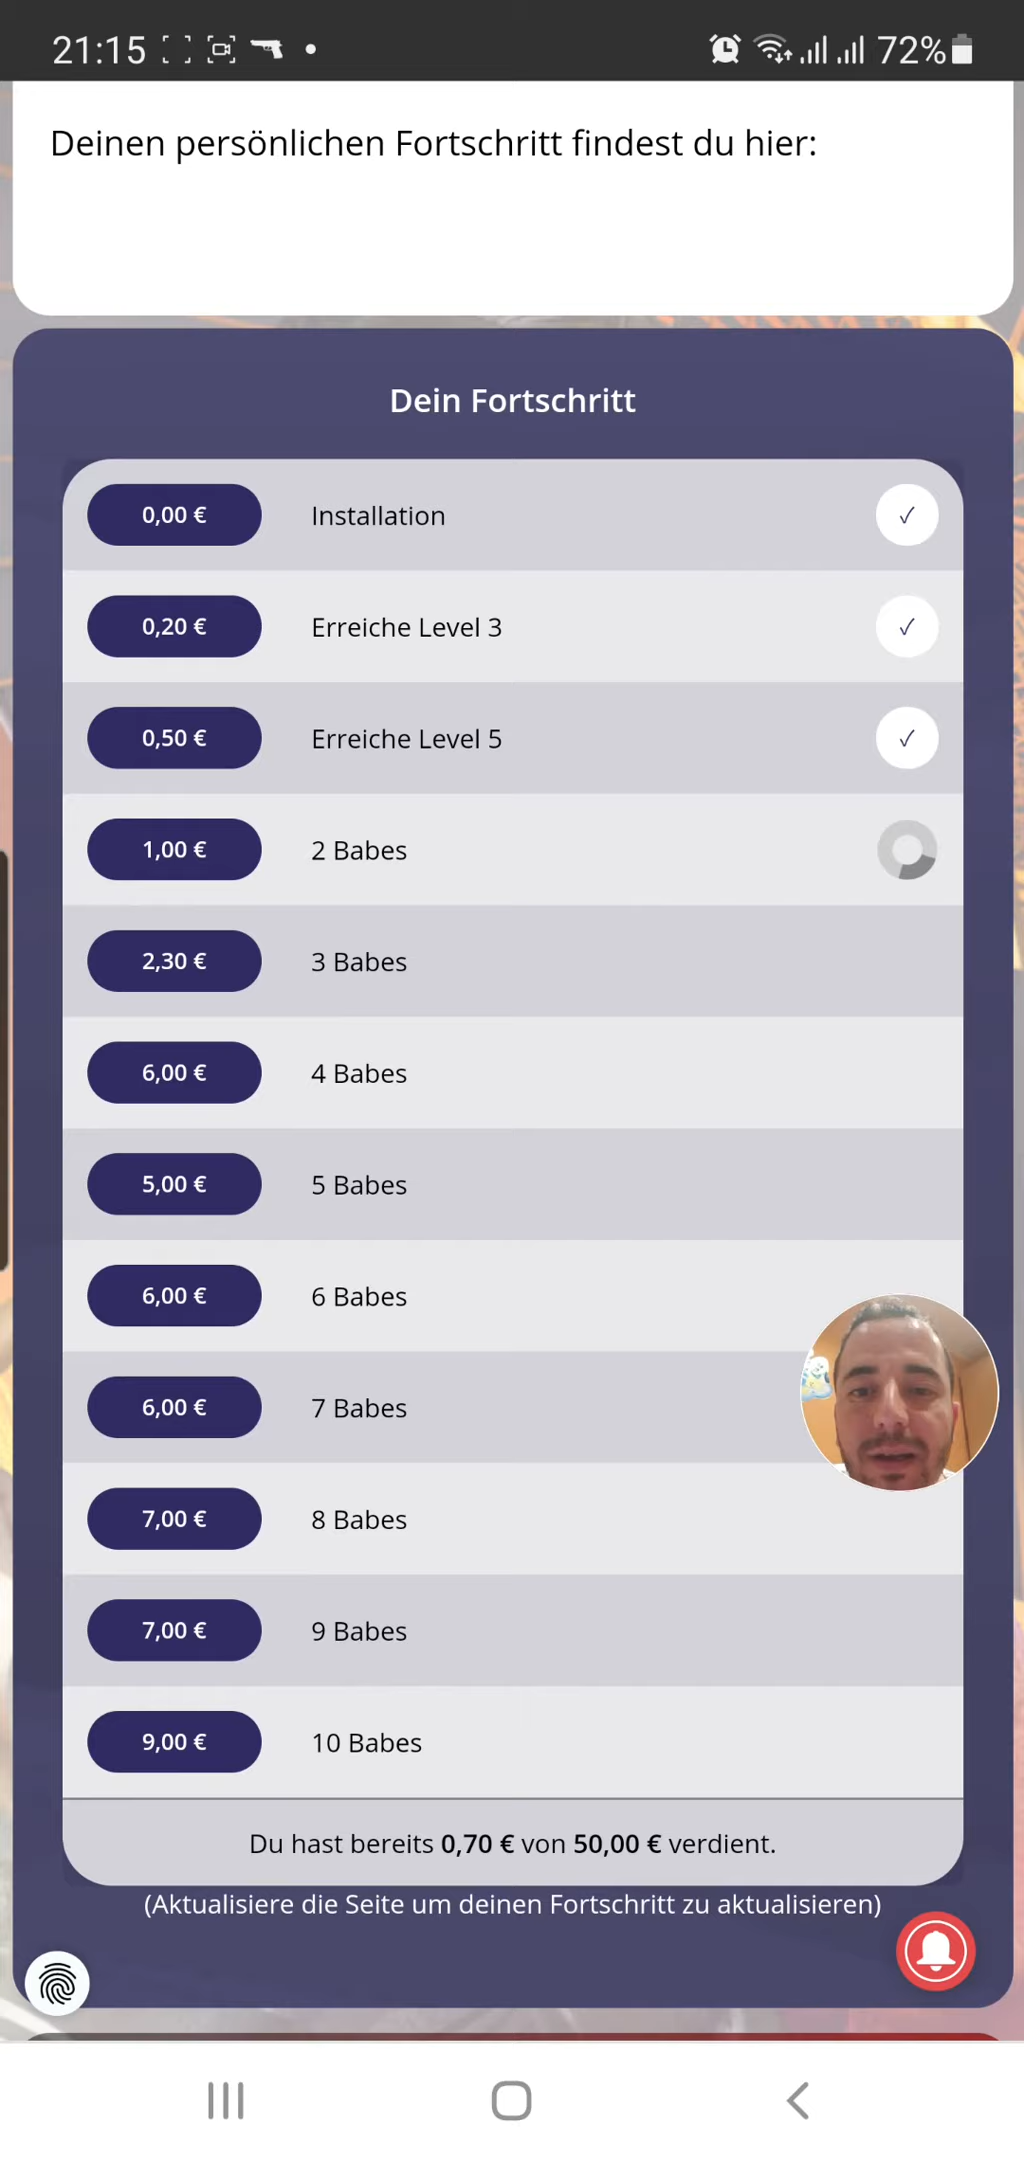 21:15 72%
Deinen persönlichen Fortschritt findest du hier:
Dein Fortschritt
0,00 € Installation ✓
0,20 € Erreiche Level 3 ✓
0,50 € Erreiche Level 5 ✓
1,00 € 2 Babes
2,30 € 3 Babes
6,00 € 4 Babes
5,00 € 5 Babes
6,00 € 6 Babes
6,00 € 7 Babes
7,00 € 8 Babes
7,00 € 9 Babes
9,00 € 10 Babes
Du hast bereits 0,70 € von 50,00 € verdient.
(Aktualisiere die Seite um deinen Fortschritt zu aktualisieren)